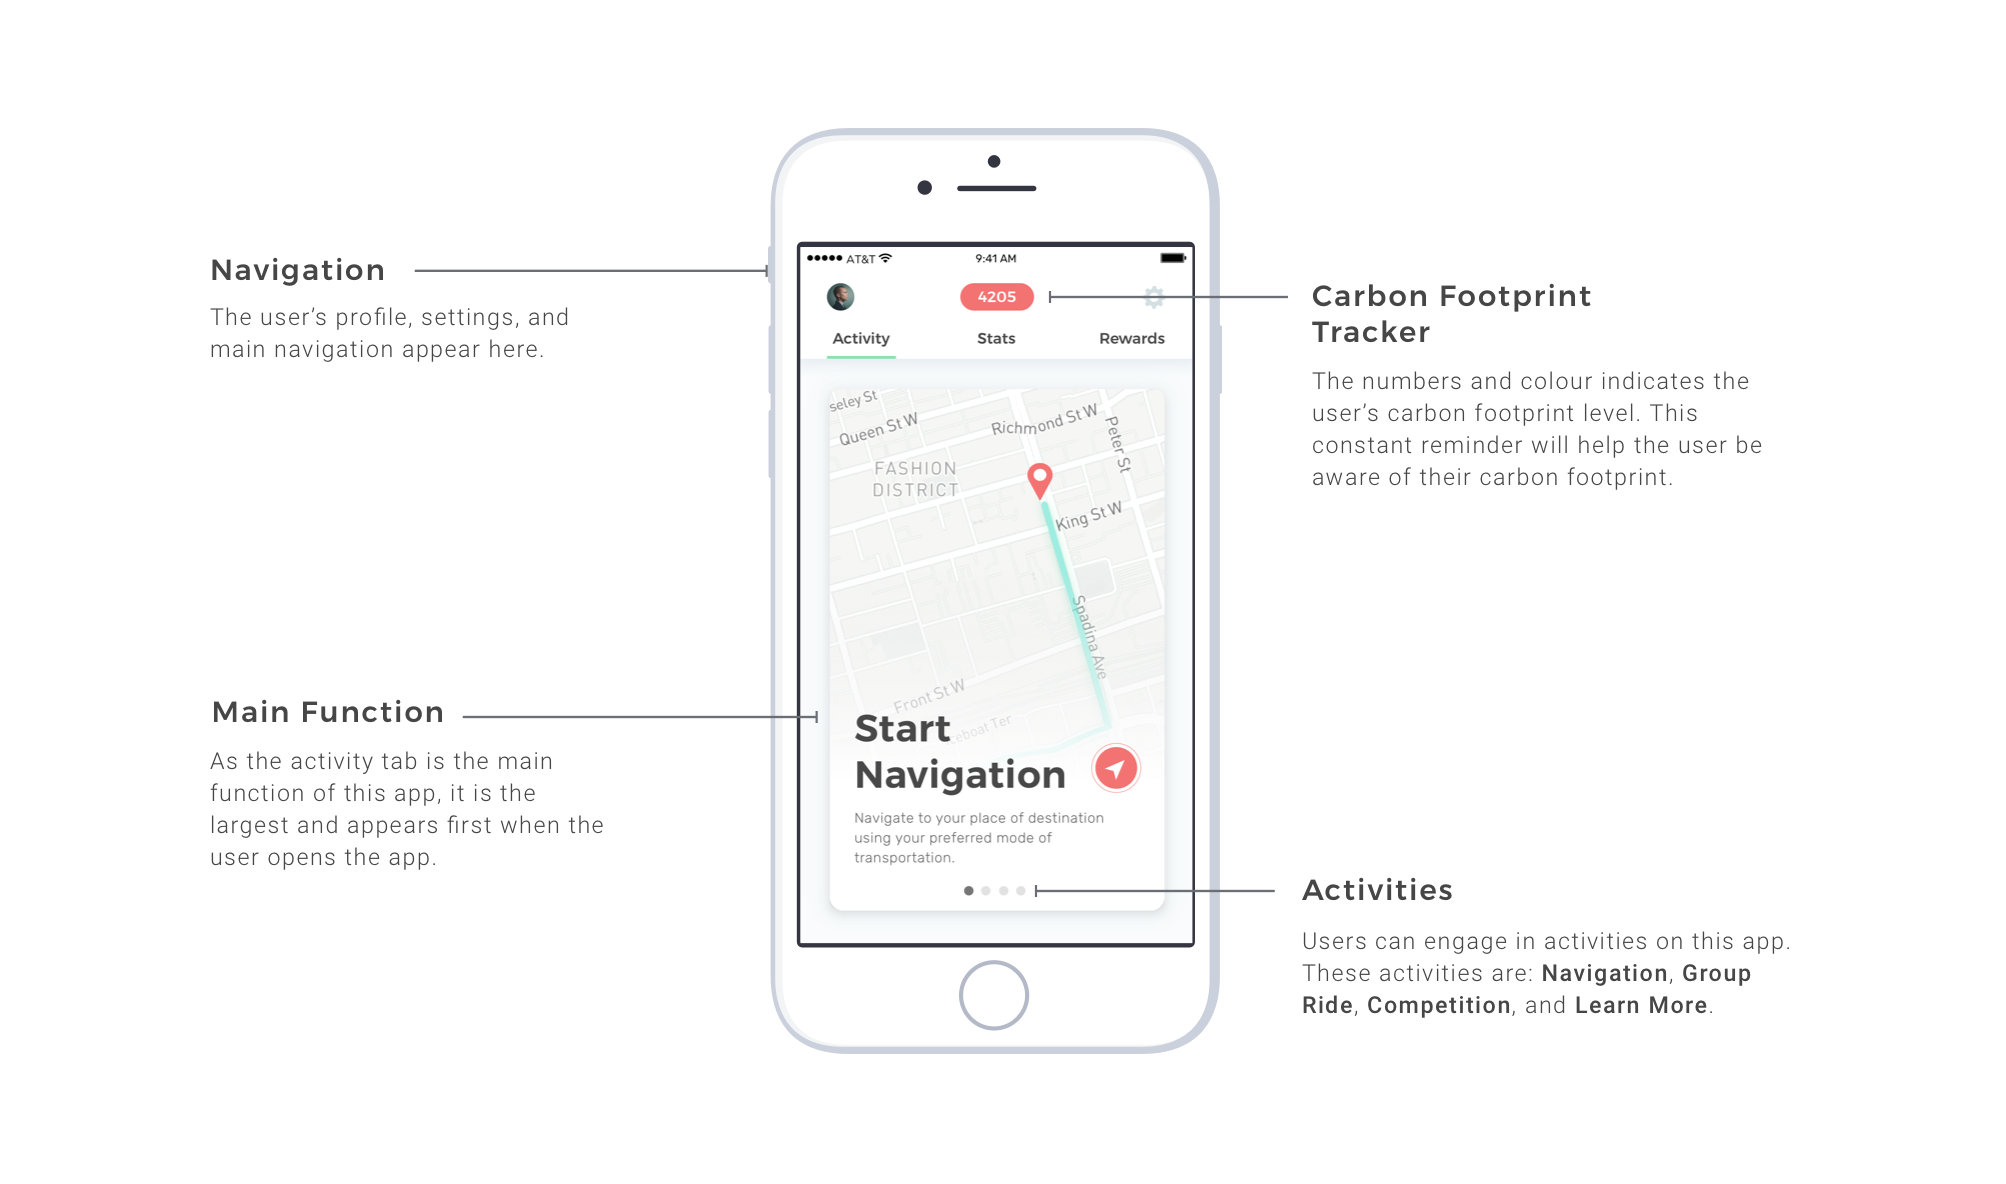 Navigation
The user’s profile, settings, and
main navigation appear here.
Main Function
As the activity tab is the main
function of this app, it is the
largest and appears first when the
user opens the app.
AT&T
9:41 AM
4205
Activity
Stats
Rewards
seley St
Queen St W
Richmond St W
Peter St
FASHION
DISTRICT
King St W
Spadina Ave
Front St W
ceboat Ter
Start
Navigation
Navigate to your place of destination
using your preferred mode of
transportation.
Carbon Footprint
Tracker
The numbers and colour indicates the
user’s carbon footprint level. This
constant reminder will help the user be
aware of their carbon footprint.
Activities
Users can engage in activities on this app.
These activities are: Navigation, Group
Ride, Competition, and Learn More.